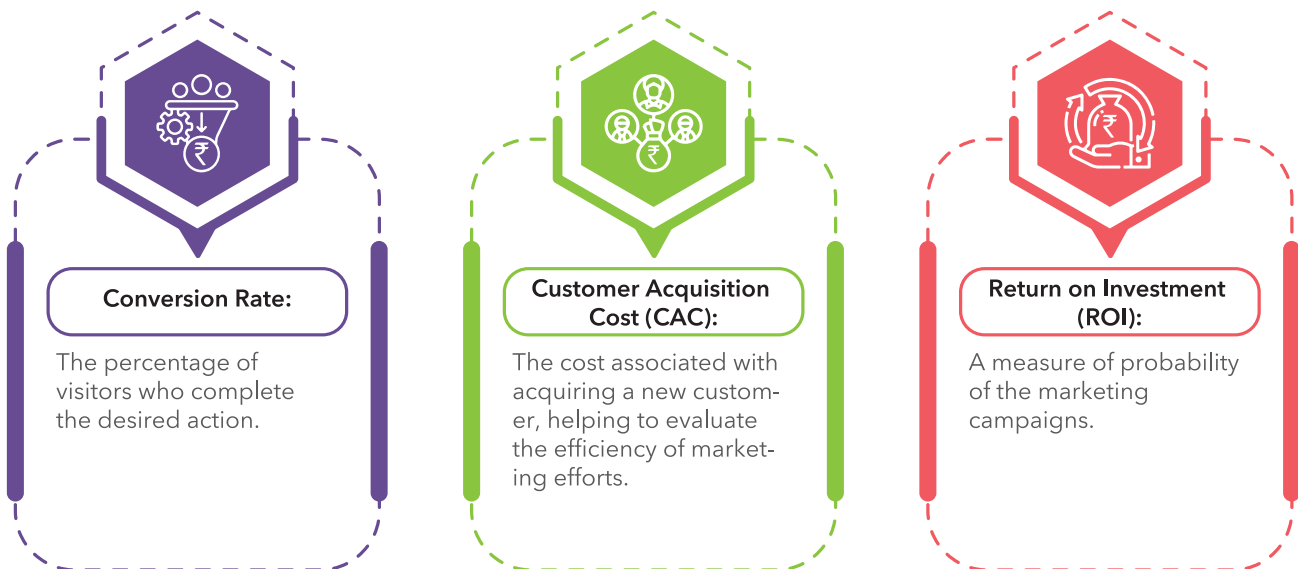 ₹
Conversion Rate:
The percentage of
visitors who complete
the desired action.
₹
Customer Acquisition
Cost (CAC):
The cost associated with
acquiring a new custom-
er, helping to evaluate
the efficiency of market-
ing efforts.
₹
Return on Investment
(ROI):
A measure of probability
of the marketing
campaigns.